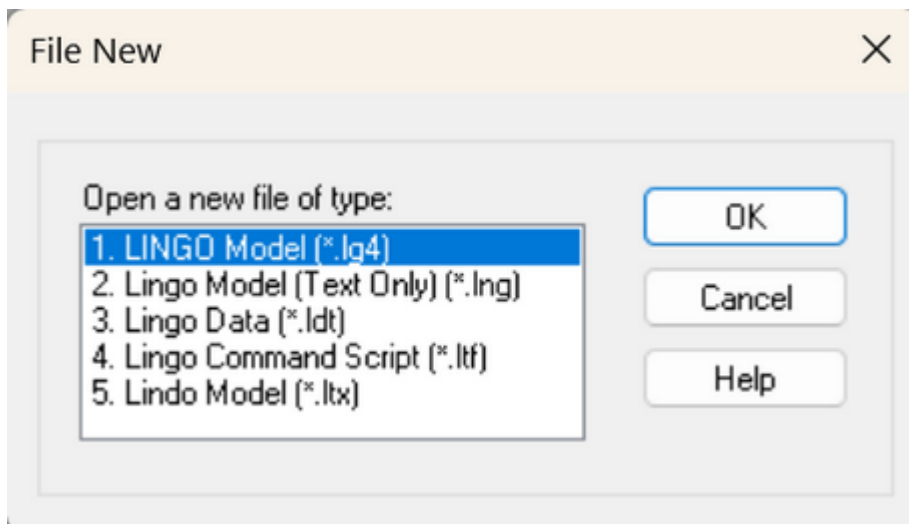 File New
Open a new file of type:
1. LINGO Model (*.lg4)
2. Lingo Model (Text Only) (*.lng)
3. Lingo Data (*.ldt)
4. Lingo Command Script (*.ltf)
5. Lindo Model (*.ltx)
OK
Cancel
Help